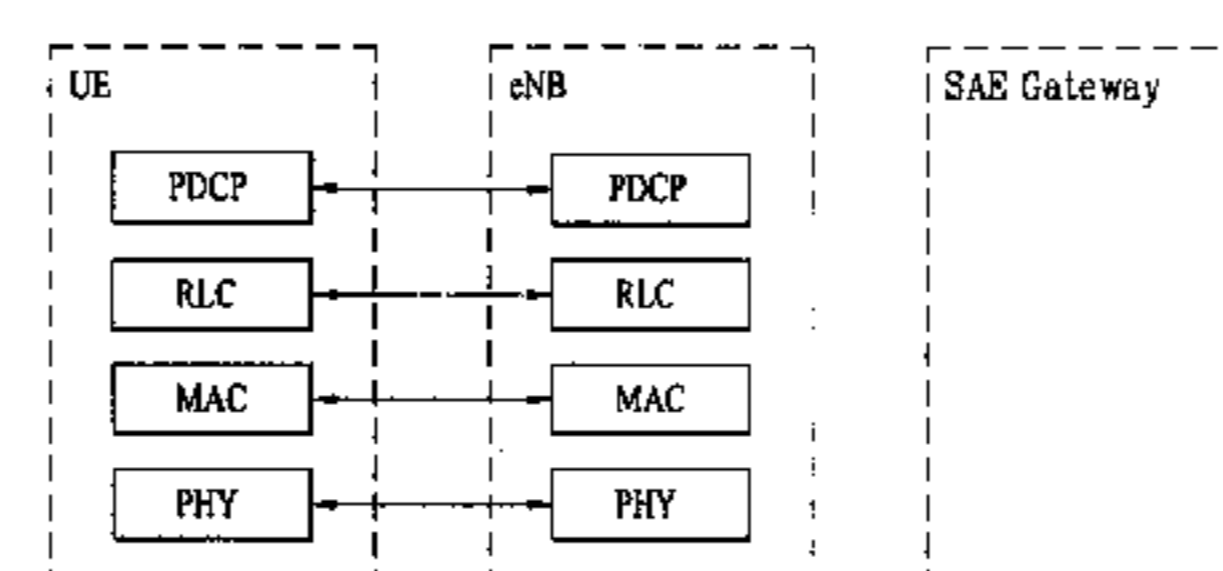 UE eNB SAE Gateway
PDCP PDCP
RLC RLC
MAC MAC
PHY PHY